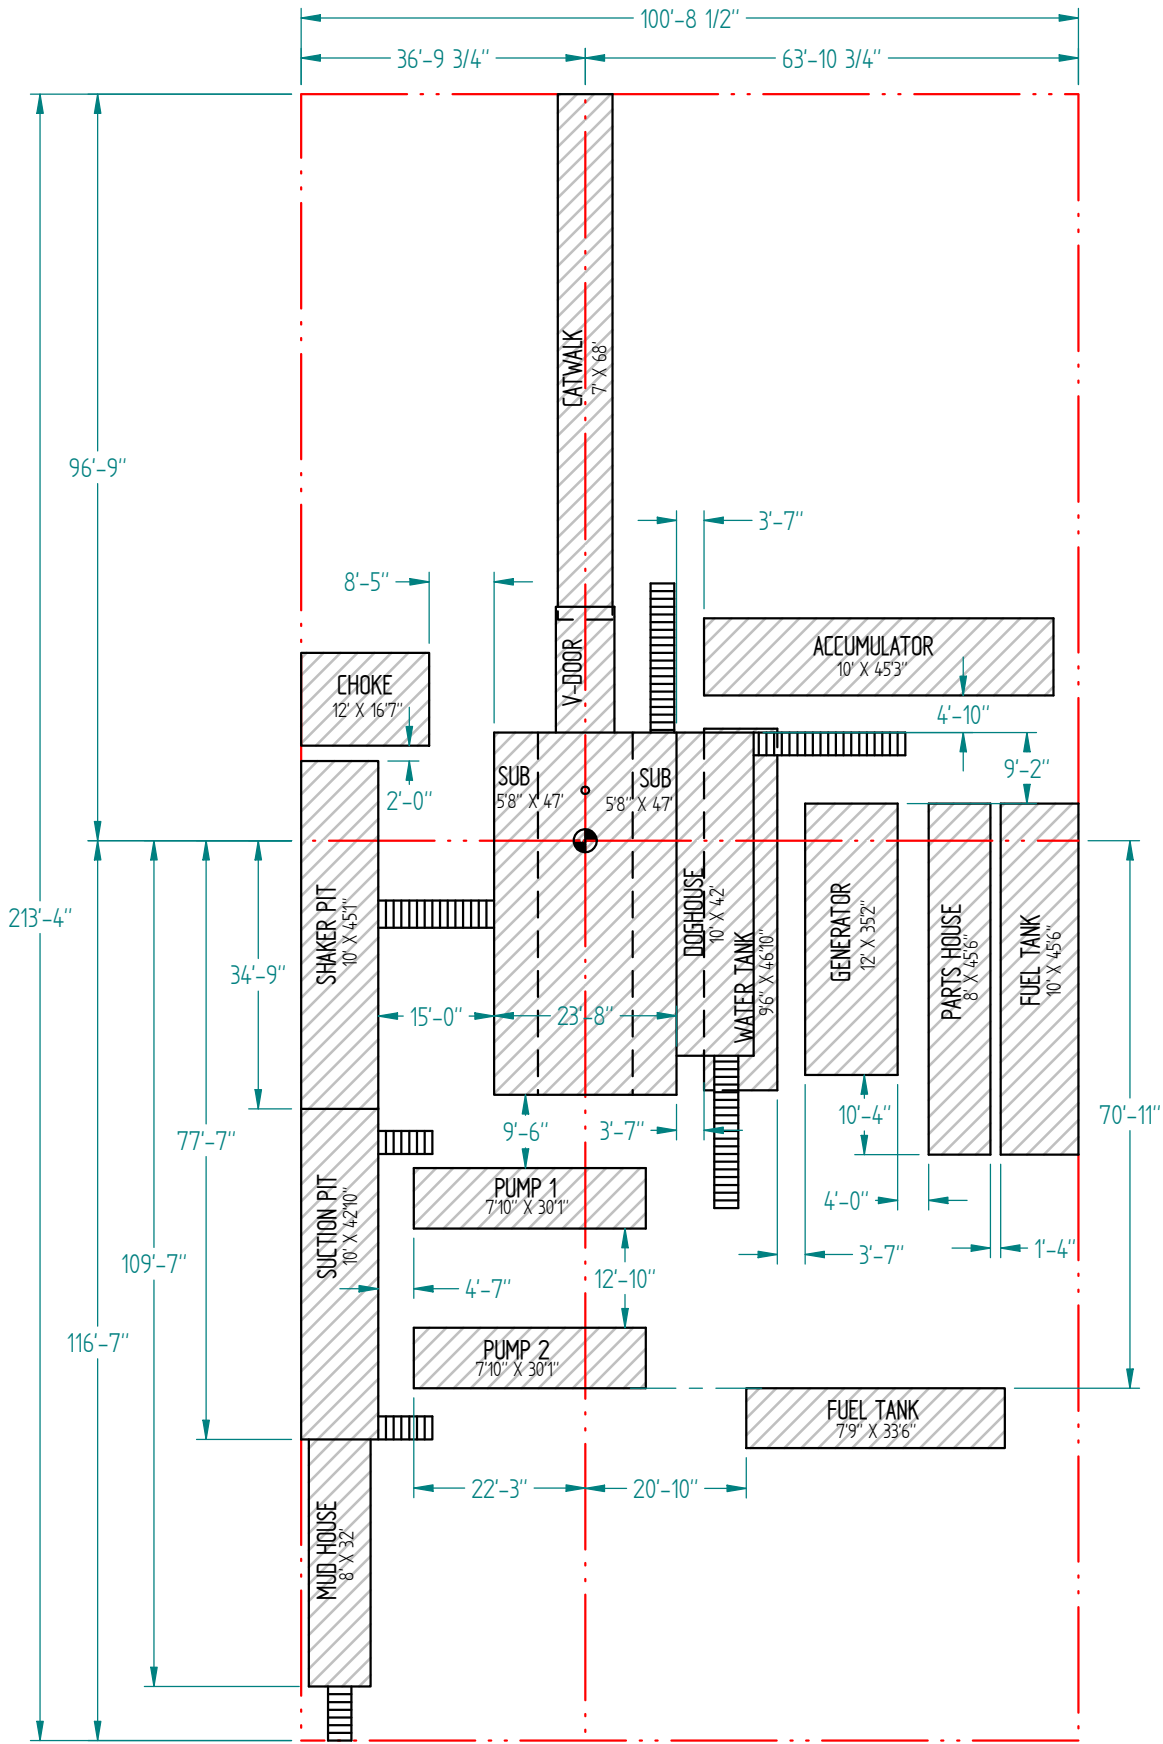 100'-8 1/2"
36'-9 3/4"
63'-10 3/4"
96'-9"
CATWALK
7' X 68'
3'-7"
8'-5"
ACCUMULATOR
10' X 45'3"
V-DOOR
CHOKE
12' X 16'7"
4'-10"
9'-2"
2'-0"
SUB
5'8" X 47'
SUB
5'8" X 47'
213'-4"
SHAKER PIT
10' X 45'1"
34'-9"
DOGHOUSE
10' X 42'
WATER TANK
9'6" X 46'10"
GENERATOR
12' X 35'2"
PARTS HOUSE
8' X 45'6"
FUEL TANK
10' X 45'6"
15'-0"
23'-8"
77'-7"
9'-6"
3'-7"
10'-4"
70'-11"
SUCTION PIT
10' X 42'10"
PUMP 1
7'10" X 30'1"
4'-0"
109'-7"
3'-7"
1'-4"
4'-7"
12'-10"
116'-7"
PUMP 2
7'10" X 30'1"
FUEL TANK
7'9" X 33'6"
22'-3"
20'-10"
MUD HOUSE
8' X 32'